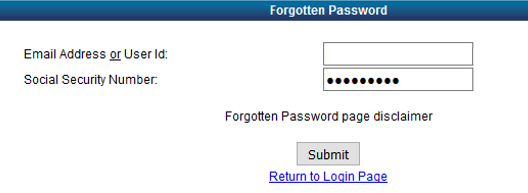 Forgotten Password
Email Address or User Id:
Social Security Number: ●●●●●●●●●
Forgotten Password page disclaimer
Submit
Return to Login Page